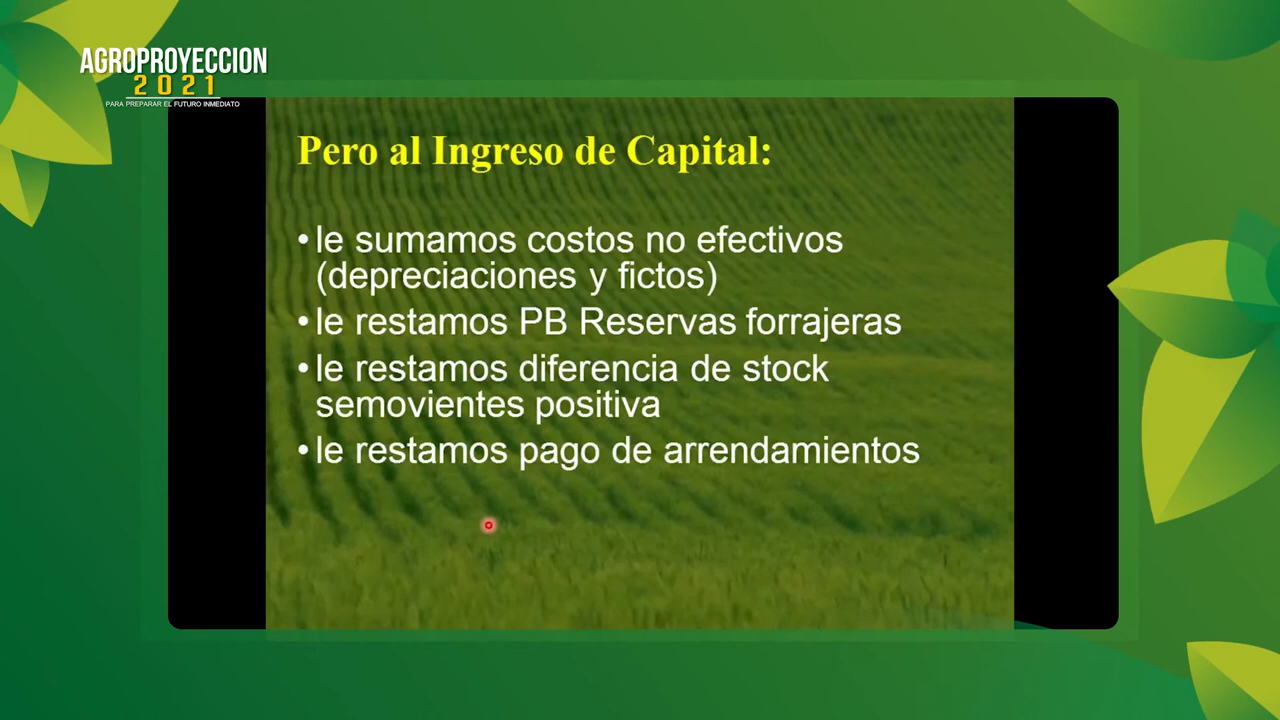 AGROPROYECCION
2021
PARA PREPARAR EL FUTURO INMEDIATO
Pero al Ingreso de Capital:
• le sumamos costos no efectivos
(depreciaciones y fictos)
• le restamos PB Reservas forrajeras
• le restamos diferencia de stock
semovientes positiva
• le restamos pago de arrendamientos